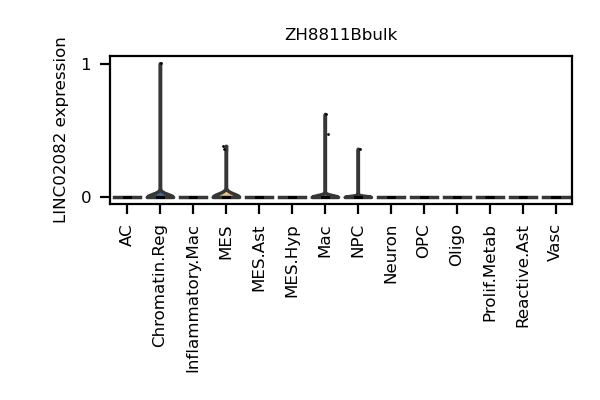 ZH8811Bbulk
LINC02082 expression
1
0
AC
Chromatin.Reg
Inflammatory.Mac
MES
MES.Ast
MES.Hyp
Mac
NPC
Neuron
OPC
Oligo
Prolif.Metab
Reactive.Ast
Vasc